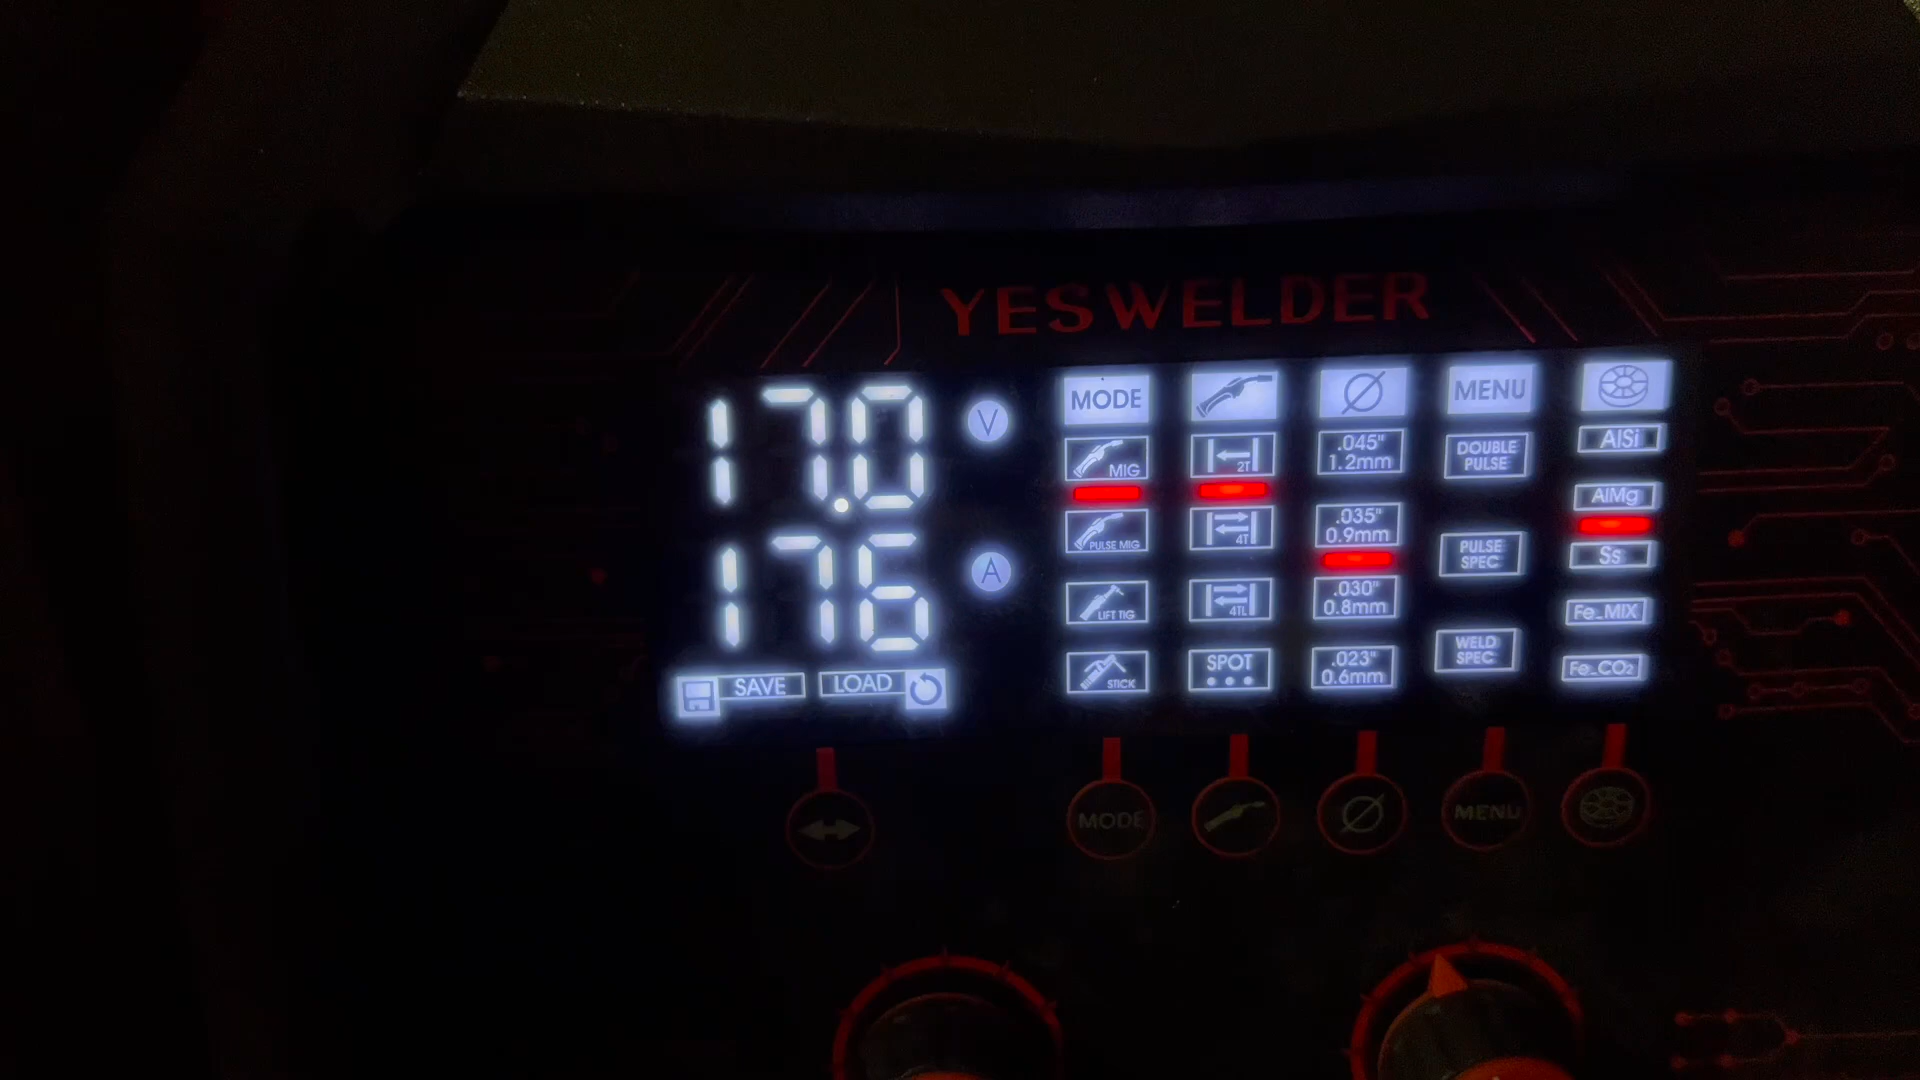 YESWELDER
17.0 V
176 A
SAVE LOAD
MODE
MIG
PULSE MIG
LIFT TIG
STICK
2T
4T
4TL
SPOT
.045"
1.2mm
.035"
0.9mm
.030"
0.8mm
.023"
0.6mm
MENU
DOUBLE
PULSE
PULSE
SPEC
WELD
SPEC
AlSi
AlMg
Ss
Fe_MIX
Fe_CO₂
MODE
MENU